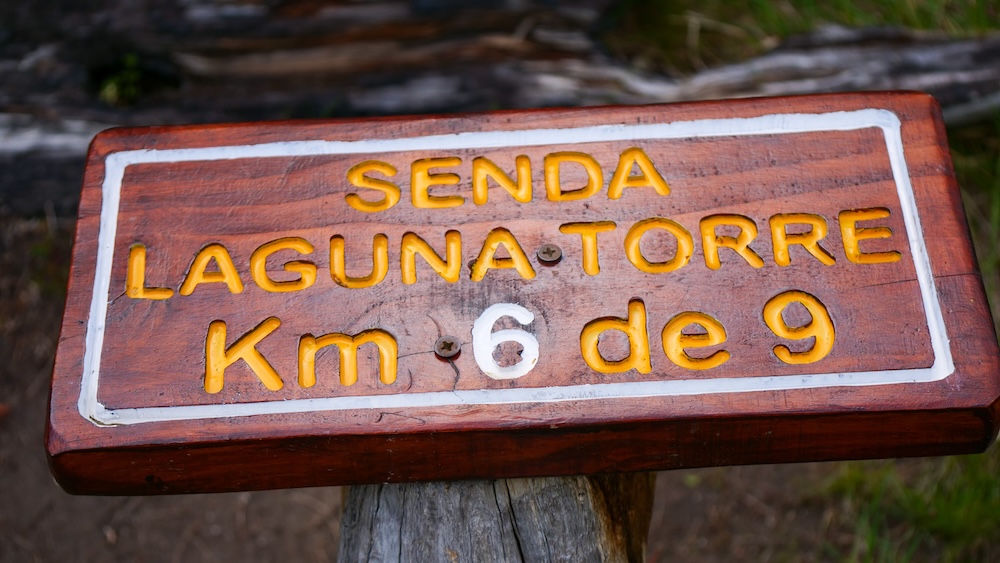 SENDA
LAGUNA TORRE
Km 6 de 9